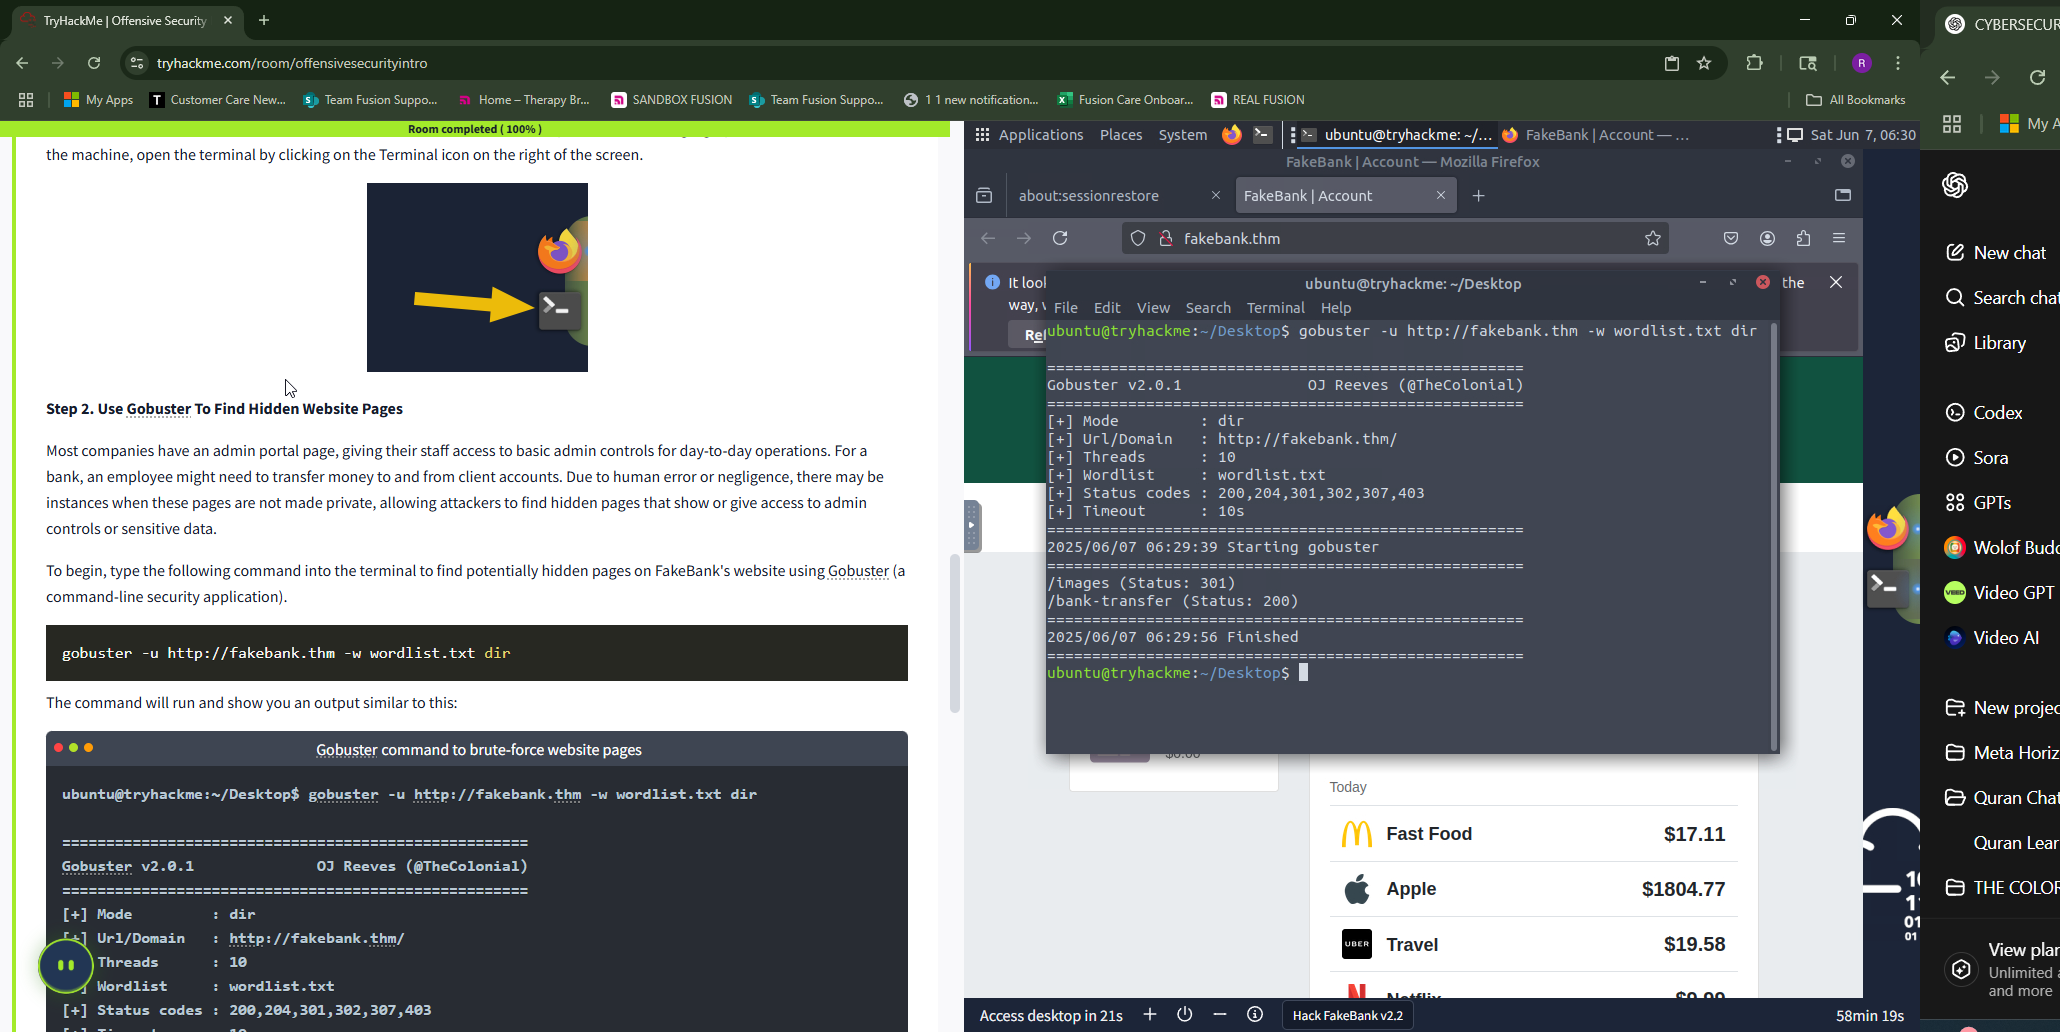 TryHackMe | Offensive Security
tryhackme.com/room/offensivesecurityintro
R
My Apps
Customer Care New...
Team Fusion Suppo...
Home – Therapy Br...
SANDBOX FUSION
Team Fusion Suppo...
1 1 new notification...
Fusion Care Onboar...
REAL FUSION
All Bookmarks
Room completed ( 100% )
the machine, open the terminal by clicking on the Terminal icon on the right of the screen.
Step 2. Use Gobuster To Find Hidden Website Pages
Most companies have an admin portal page, giving their staff access to basic admin controls for day-to-day operations. For a
bank, an employee might need to transfer money to and from client accounts. Due to human error or negligence, there may be
instances when these pages are not made private, allowing attackers to find hidden pages that show or give access to admin
controls or sensitive data.
To begin, type the following command into the terminal to find potentially hidden pages on FakeBank's website using Gobuster (a
command-line security application).
gobuster -u http://fakebank.thm -w wordlist.txt dir
The command will run and show you an output similar to this:
Gobuster command to brute-force website pages
ubuntu@tryhackme:~/Desktop$ gobuster -u http://fakebank.thm -w wordlist.txt dir
=====================================================
Gobuster v2.0.1 OJ Reeves (@TheColonial)
=====================================================
[+] Mode : dir
[+] Url/Domain : http://fakebank.thm/
Threads : 10
Wordlist : wordlist.txt
[+] Status codes : 200,204,301,302,307,403
Applications Places System
ubuntu@tryhackme: ~/...
FakeBank | Account — ...
Sat Jun 7, 06:30
FakeBank | Account — Mozilla Firefox
about:sessionrestore
FakeBank | Account
fakebank.thm
It look
the
way,
ubuntu@tryhackme: ~/Desktop
File Edit View Search Terminal Help
ubuntu@tryhackme:~/Desktop$ gobuster -u http://fakebank.thm -w wordlist.txt dir
=====================================================
Gobuster v2.0.1 OJ Reeves (@TheColonial)
=====================================================
[+] Mode : dir
[+] Url/Domain : http://fakebank.thm/
[+] Threads : 10
[+] Wordlist : wordlist.txt
[+] Status codes : 200,204,301,302,307,403
[+] Timeout : 10s
=====================================================
2025/06/07 06:29:39 Starting gobuster
=====================================================
/images (Status: 301)
/bank-transfer (Status: 200)
=====================================================
2025/06/07 06:29:56 Finished
=====================================================
ubuntu@tryhackme:~/Desktop$
Today
Fast Food $17.11
Apple $1804.77
UBER Travel $19.58
Access desktop in 21s
Hack FakeBank v2.2
58min 19s
CYBERSECUR
My A
New chat
Search chat
Library
Codex
Sora
GPTs
Wolof Budd
VEED Video GPT
Video AI
New projec
Meta Horiz
Quran Chat
Quran Lear
THE COLOR
View plan
Unlimited a
and more